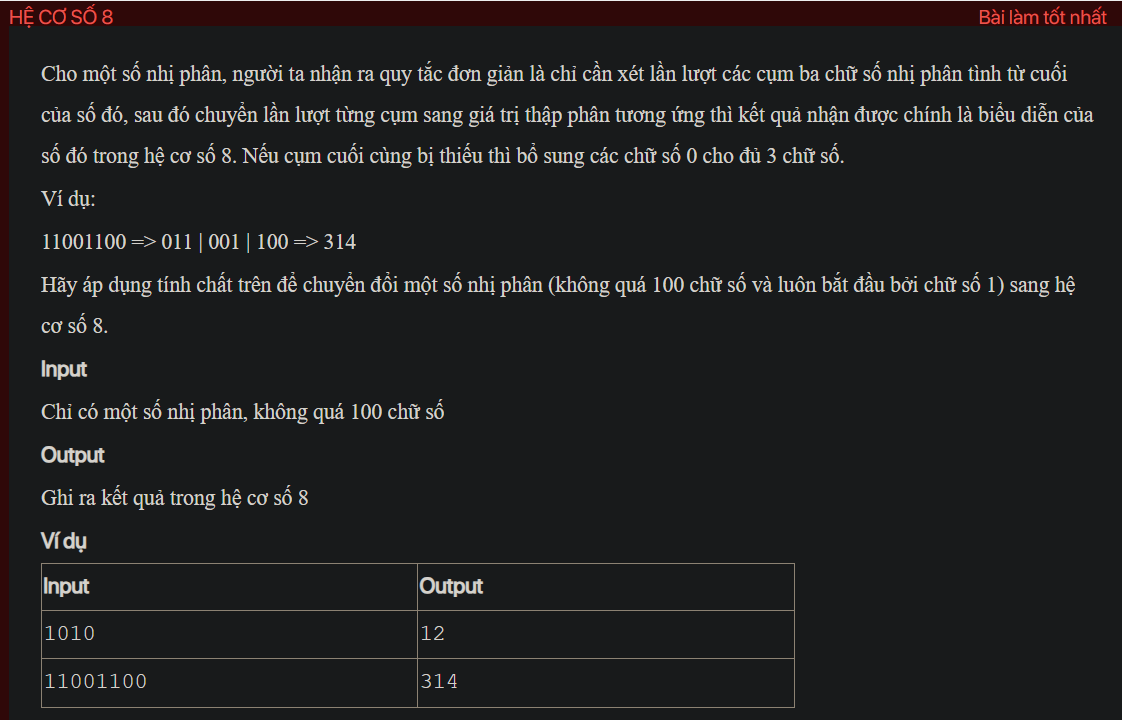 HỆ CƠ SỐ 8 Bài làm tốt nhất
Cho một số nhị phân, người ta nhận ra quy tắc đơn giản là chỉ cần xét lần lượt các cụm ba chữ số nhị phân tình từ cuối
của số đó, sau đó chuyển lần lượt từng cụm sang giá trị thập phân tương ứng thì kết quả nhận được chính là biểu diễn của
số đó trong hệ cơ số 8. Nếu cụm cuối cùng bị thiếu thì bổ sung các chữ số 0 cho đủ 3 chữ số.
Ví dụ:
11001100 => 011 | 001 | 100 => 314
Hãy áp dụng tính chất trên để chuyển đổi một số nhị phân (không quá 100 chữ số và luôn bắt đầu bởi chữ số 1) sang hệ
cơ số 8.
Input
Chỉ có một số nhị phân, không quá 100 chữ số
Output
Ghi ra kết quả trong hệ cơ số 8
Ví dụ
Input Output
1010 12
11001100 314